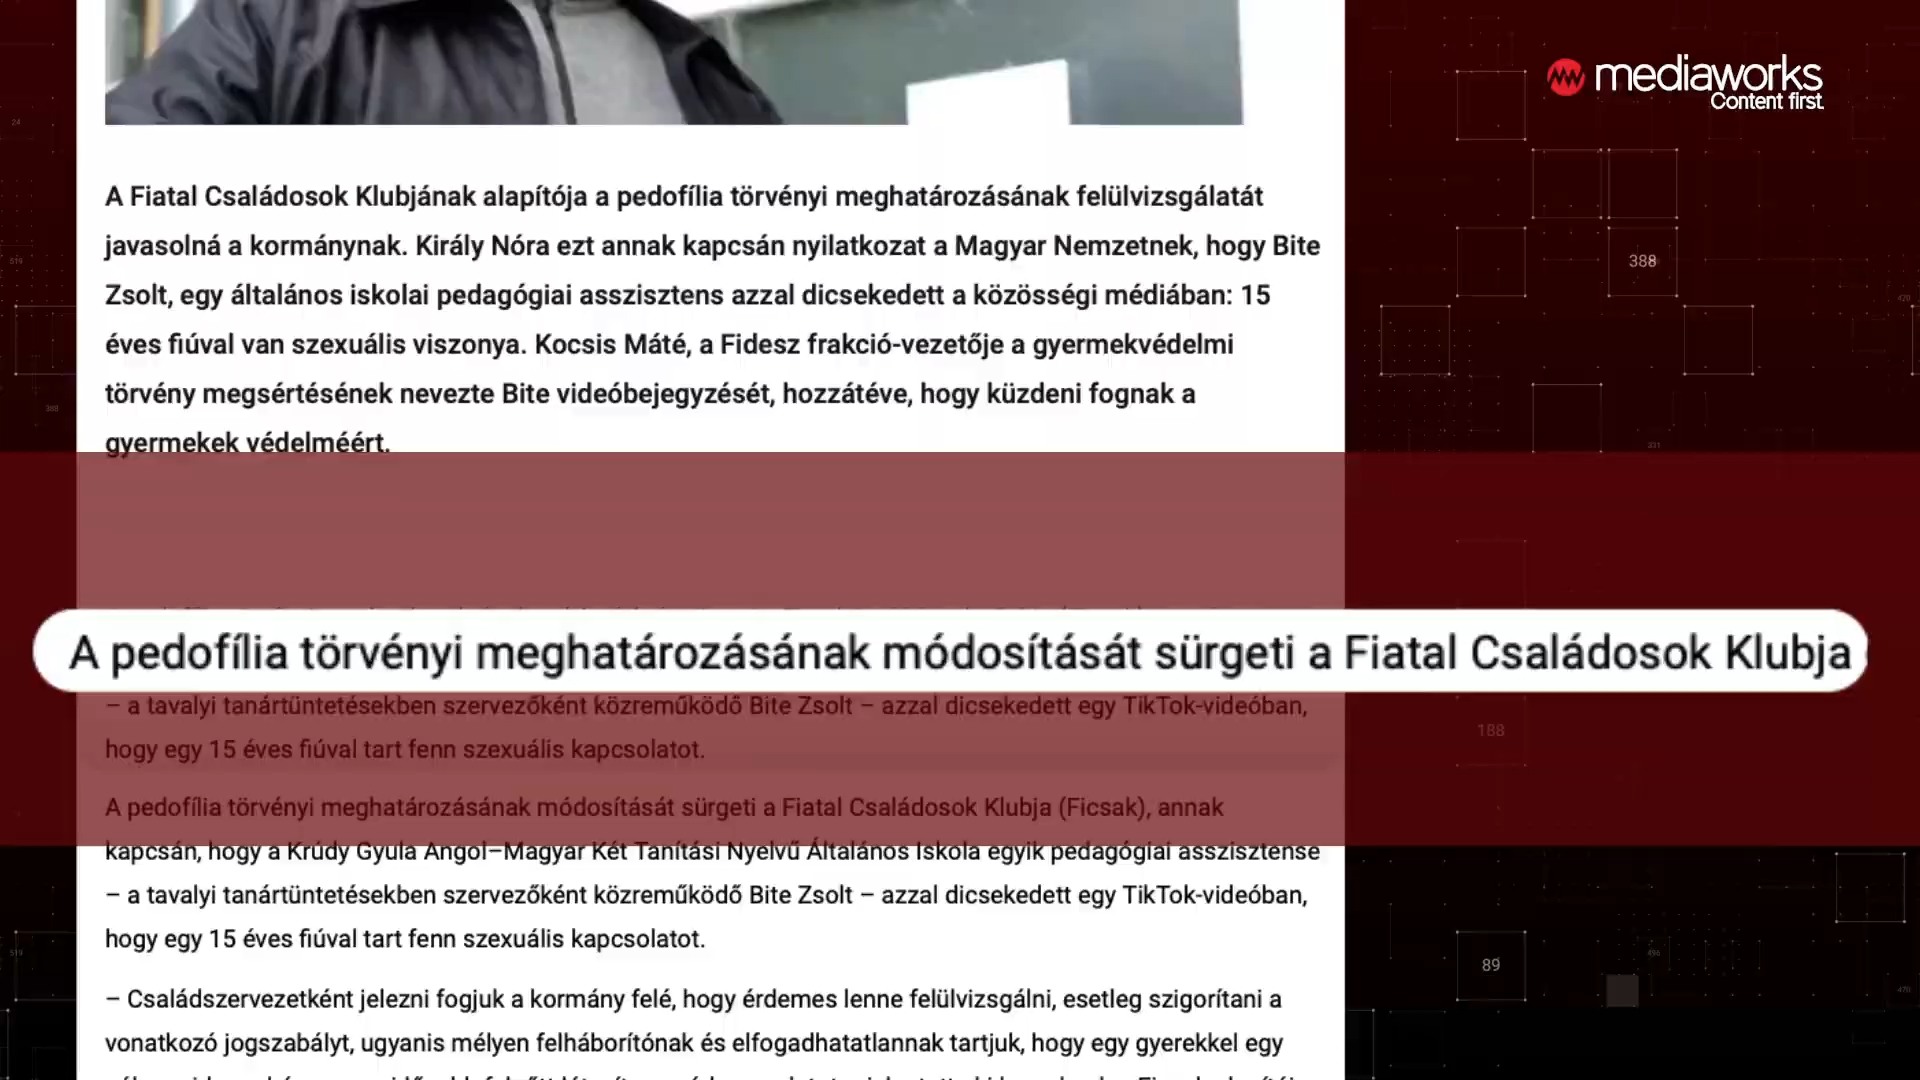 mediaworks
Content first.
24
A Fiatal Családosok Klubjának alapítója a pedofília törvényi meghatározásának felülvizsgálatát
javasolná a kormánynak. Király Nóra ezt annak kapcsán nyilatkozat a Magyar Nemzetnek, hogy Bite
Zsolt, egy általános iskolai pedagógiai asszisztens azzal dicsekedett a közösségi médiában: 15
éves fiúval van szexuális viszonya. Kocsis Máté, a Fidesz frakció-vezetője a gyermekvédelmi
törvény megsértésének nevezte Bite videóbejegyzését, hozzátéve, hogy küzdeni fognak a
gyermekek védelméért.
388
519
388
A pedofília törvényi meghatározásának módosítását sürgeti a Fiatal Családosok Klubja
– a tavalyi tanártüntetésekben szervezőként közreműködő Bite Zsolt – azzal dicsekedett egy TikTok-videóban,
hogy egy 15 éves fiúval tart fenn szexuális kapcsolatot.
188
A pedofília törvényi meghatározásának módosítását sürgeti a Fiatal Családosok Klubja (Ficsak), annak
kapcsán, hogy a Krúdy Gyula Angol–Magyar Két Tanítási Nyelvű Általános Iskola egyik pedagógiai asszisztense
– a tavalyi tanártüntetésekben szervezőként közreműködő Bite Zsolt – azzal dicsekedett egy TikTok-videóban,
hogy egy 15 éves fiúval tart fenn szexuális kapcsolatot.
89
519
– Családszervezetként jelezni fogjuk a kormány felé, hogy érdemes lenne felülvizsgálni, esetleg szigorítani a
vonatkozó jogszabályt, ugyanis mélyen felháborítónak és elfogadhatatlannak tartjuk, hogy egy gyerekkel egy